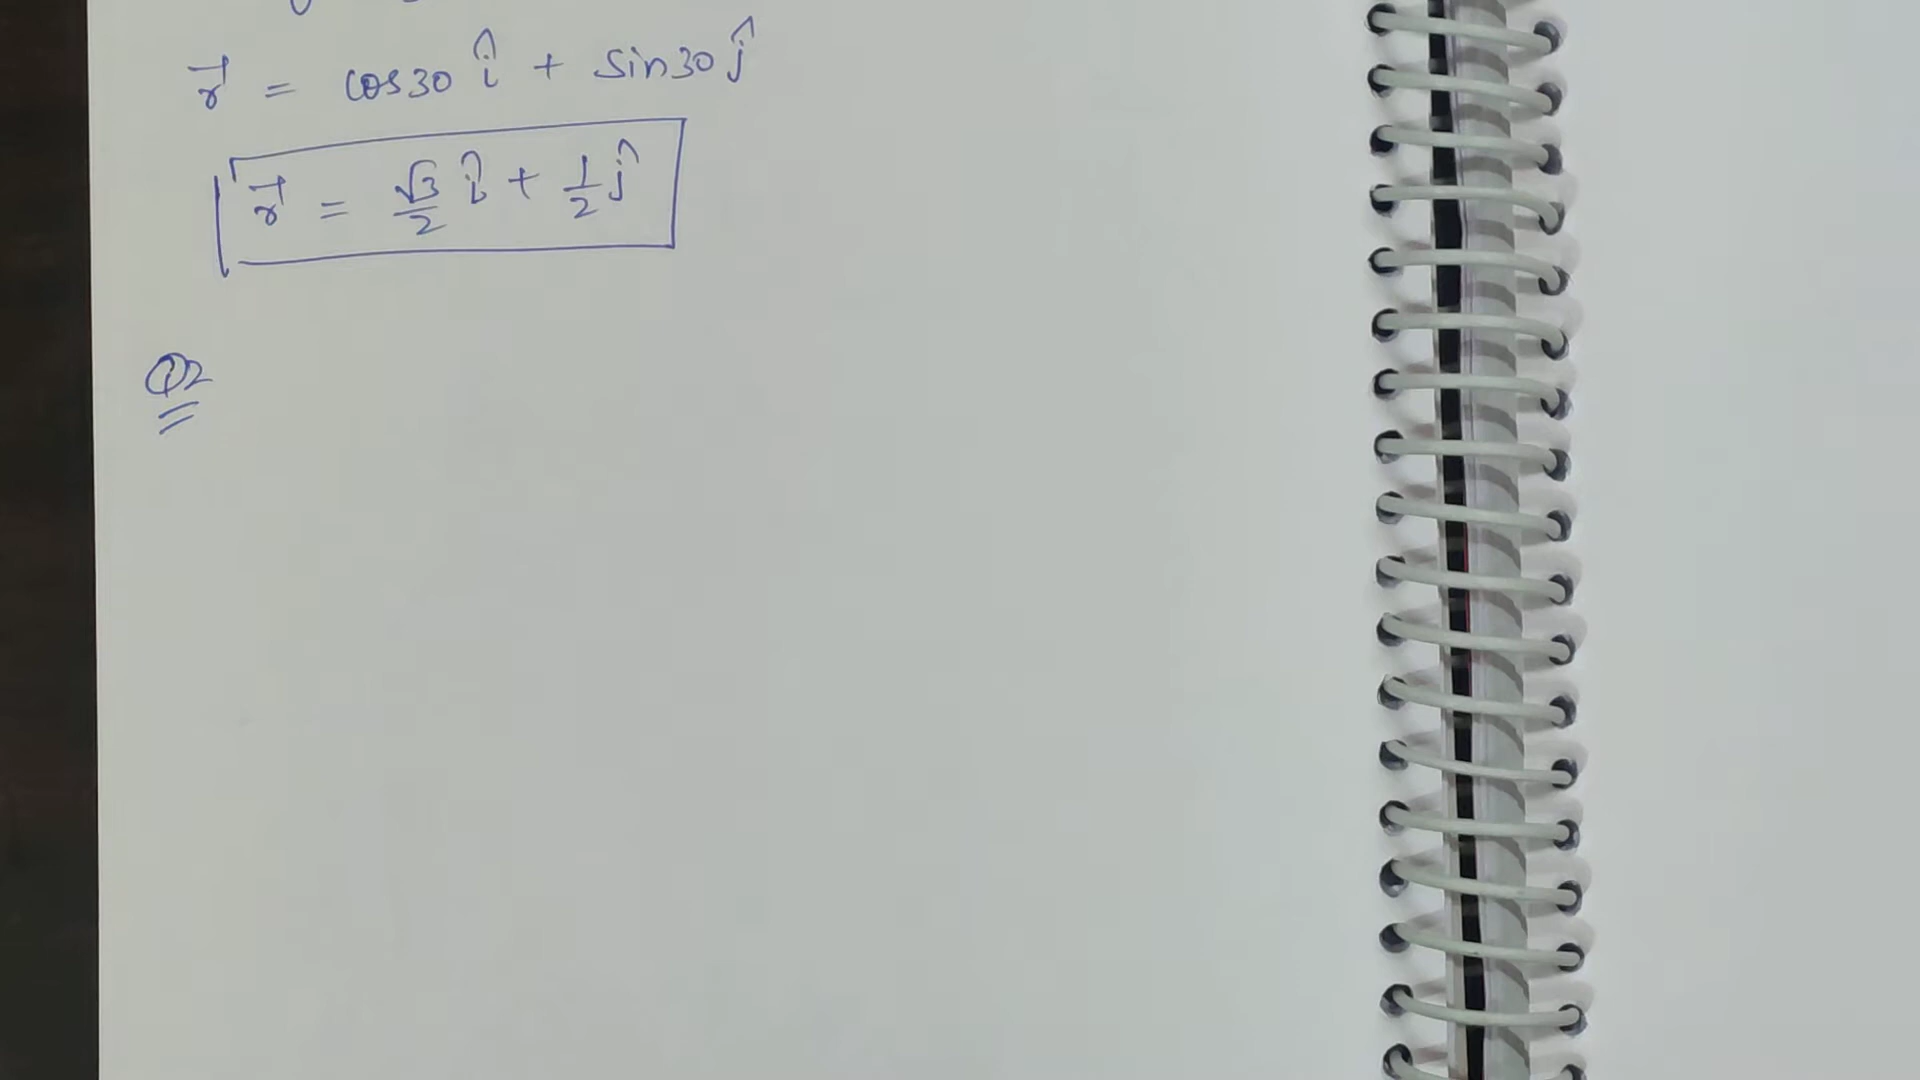 r⃗ = cos30 î + sin30 ĵ
r⃗ = √3/2 î + 1/2 ĵ
Q2